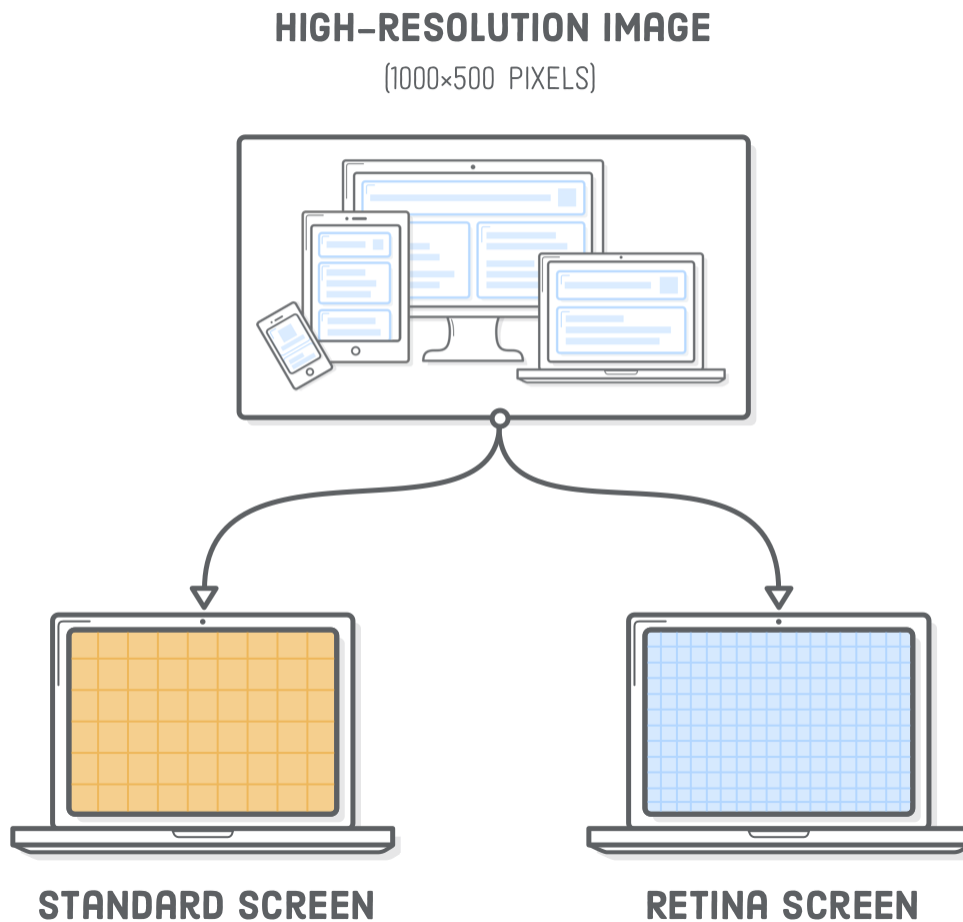 HIGH-RESOLUTION IMAGE
(1000×500 PIXELS)
STANDARD SCREEN
RETINA SCREEN